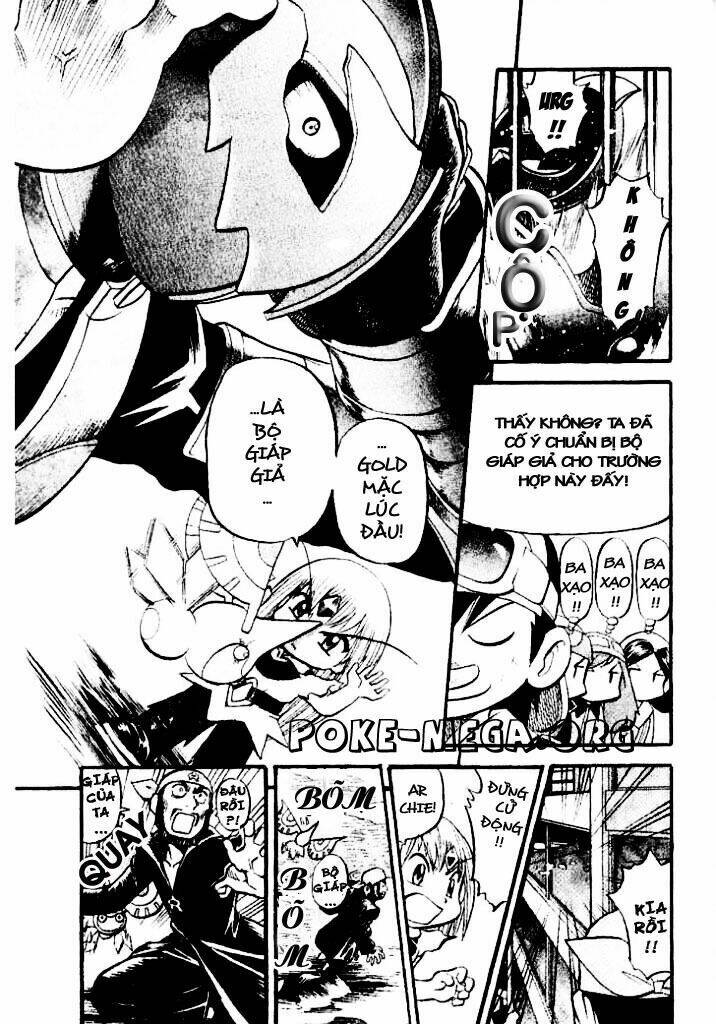 URG
!!
KHÔNG!
CỘP
THẤY KHÔNG? TA ĐÃ
CỐ Ý CHUẨN BỊ BỘ
GIÁP GIẢ CHO TRƯỜNG
HỢP NÀY ĐẤY!
BA
XẠO
!!
BA
XẠO
!!
BA
XẠO
!!
...
GOLD
MẶC
LÚC
ĐẦU!
...LÀ
BỘ
GIÁP
GIẢ
...
POKE-MEGA.ORG
KIA
RỒI
!!
ĐỪNG
CỬ
ĐỘNG
!!
AR
CHIE!
BÕM
BÕM
BỘ
GIÁP
ĐÂU
RỒI
?!
GIÁP
CỦA TA
...
QUAY